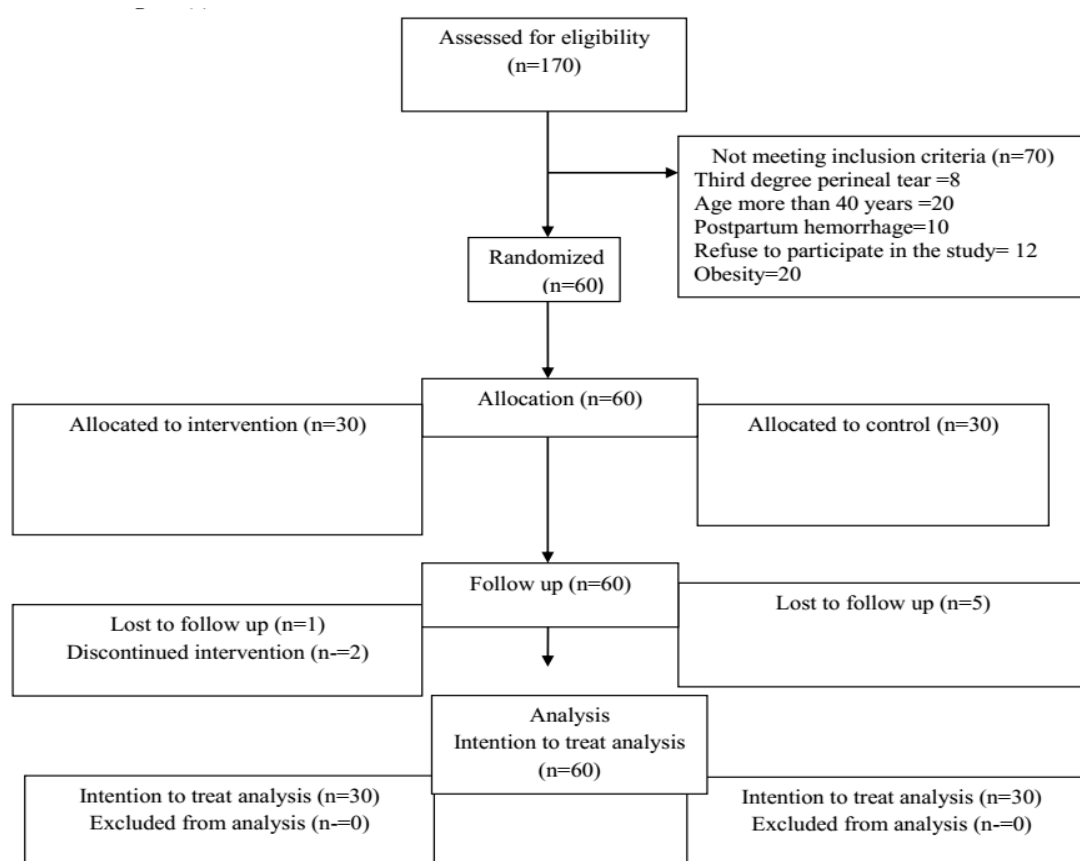 Assessed for eligibility
(n=170)
Not meeting inclusion criteria (n=70)
Third degree perineal tear =8
Age more than 40 years =20
Postpartum hemorrhage=10
Refuse to participate in the study= 12
Obesity=20
Randomized
(n=60)
Allocation (n=60)
Allocated to intervention (n=30)
Allocated to control (n=30)
Follow up (n=60)
Lost to follow up (n=1)
Discontinued intervention (n-=2)
Lost to follow up (n=5)
Analysis
Intention to treat analysis
(n=60)
Intention to treat analysis (n=30)
Excluded from analysis (n-=0)
Intention to treat analysis (n=30)
Excluded from analysis (n-=0)